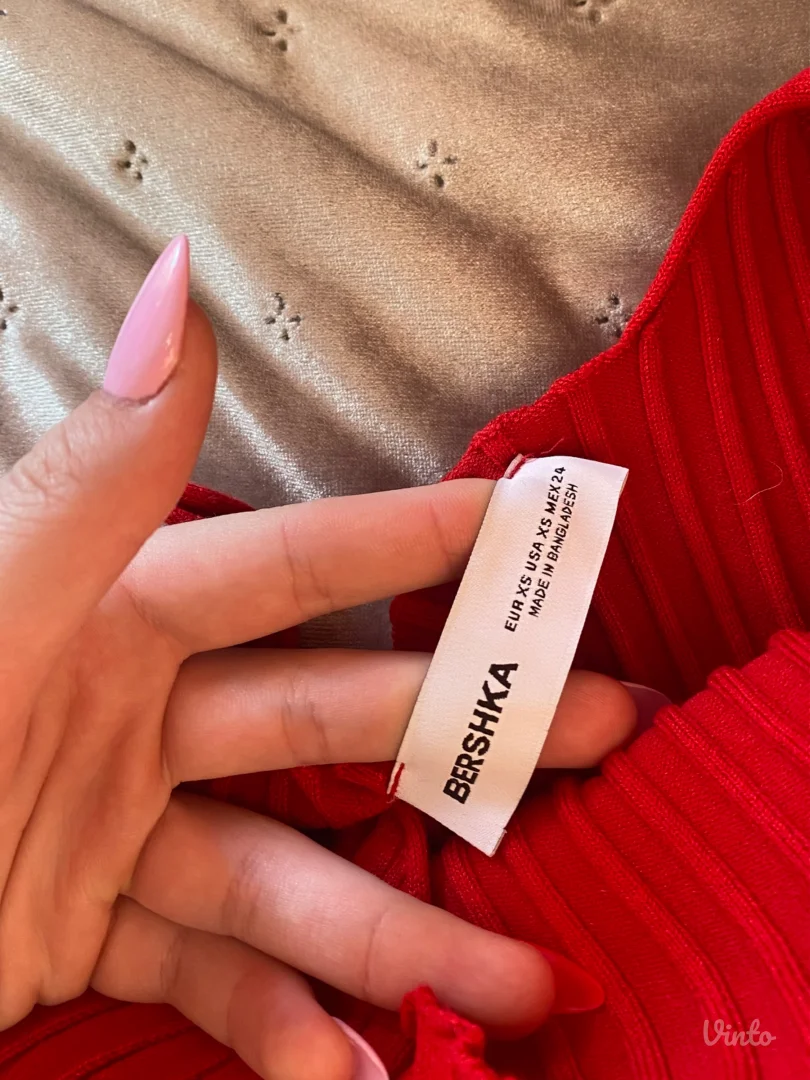 BERSHKA
EUR XS USA XS MEX 24
MADE IN BANGLADESH
Vinto